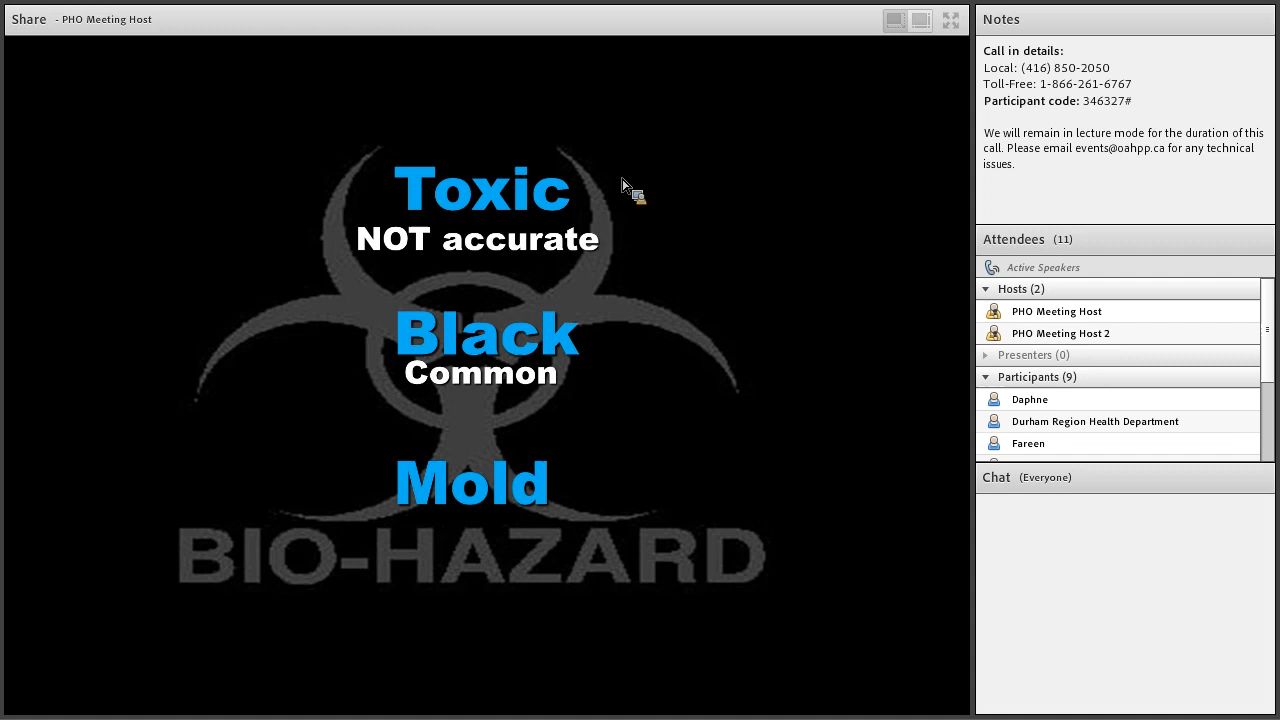 Share - PHO Meeting Host
Toxic
NOT accurate
Black
Common
Mold
BIO-HAZARD
Notes
Call in details:
Local: (416) 850-2050
Toll-Free: 1-866-261-6767
Participant code: 346327#
We will remain in lecture mode for the duration of this
call. Please email events@oahpp.ca for any technical
issues.
Attendees (11)
Active Speakers
Hosts (2)
PHO Meeting Host
PHO Meeting Host 2
Presenters (0)
Participants (9)
Daphne
Durham Region Health Department
Fareen
Chat (Everyone)